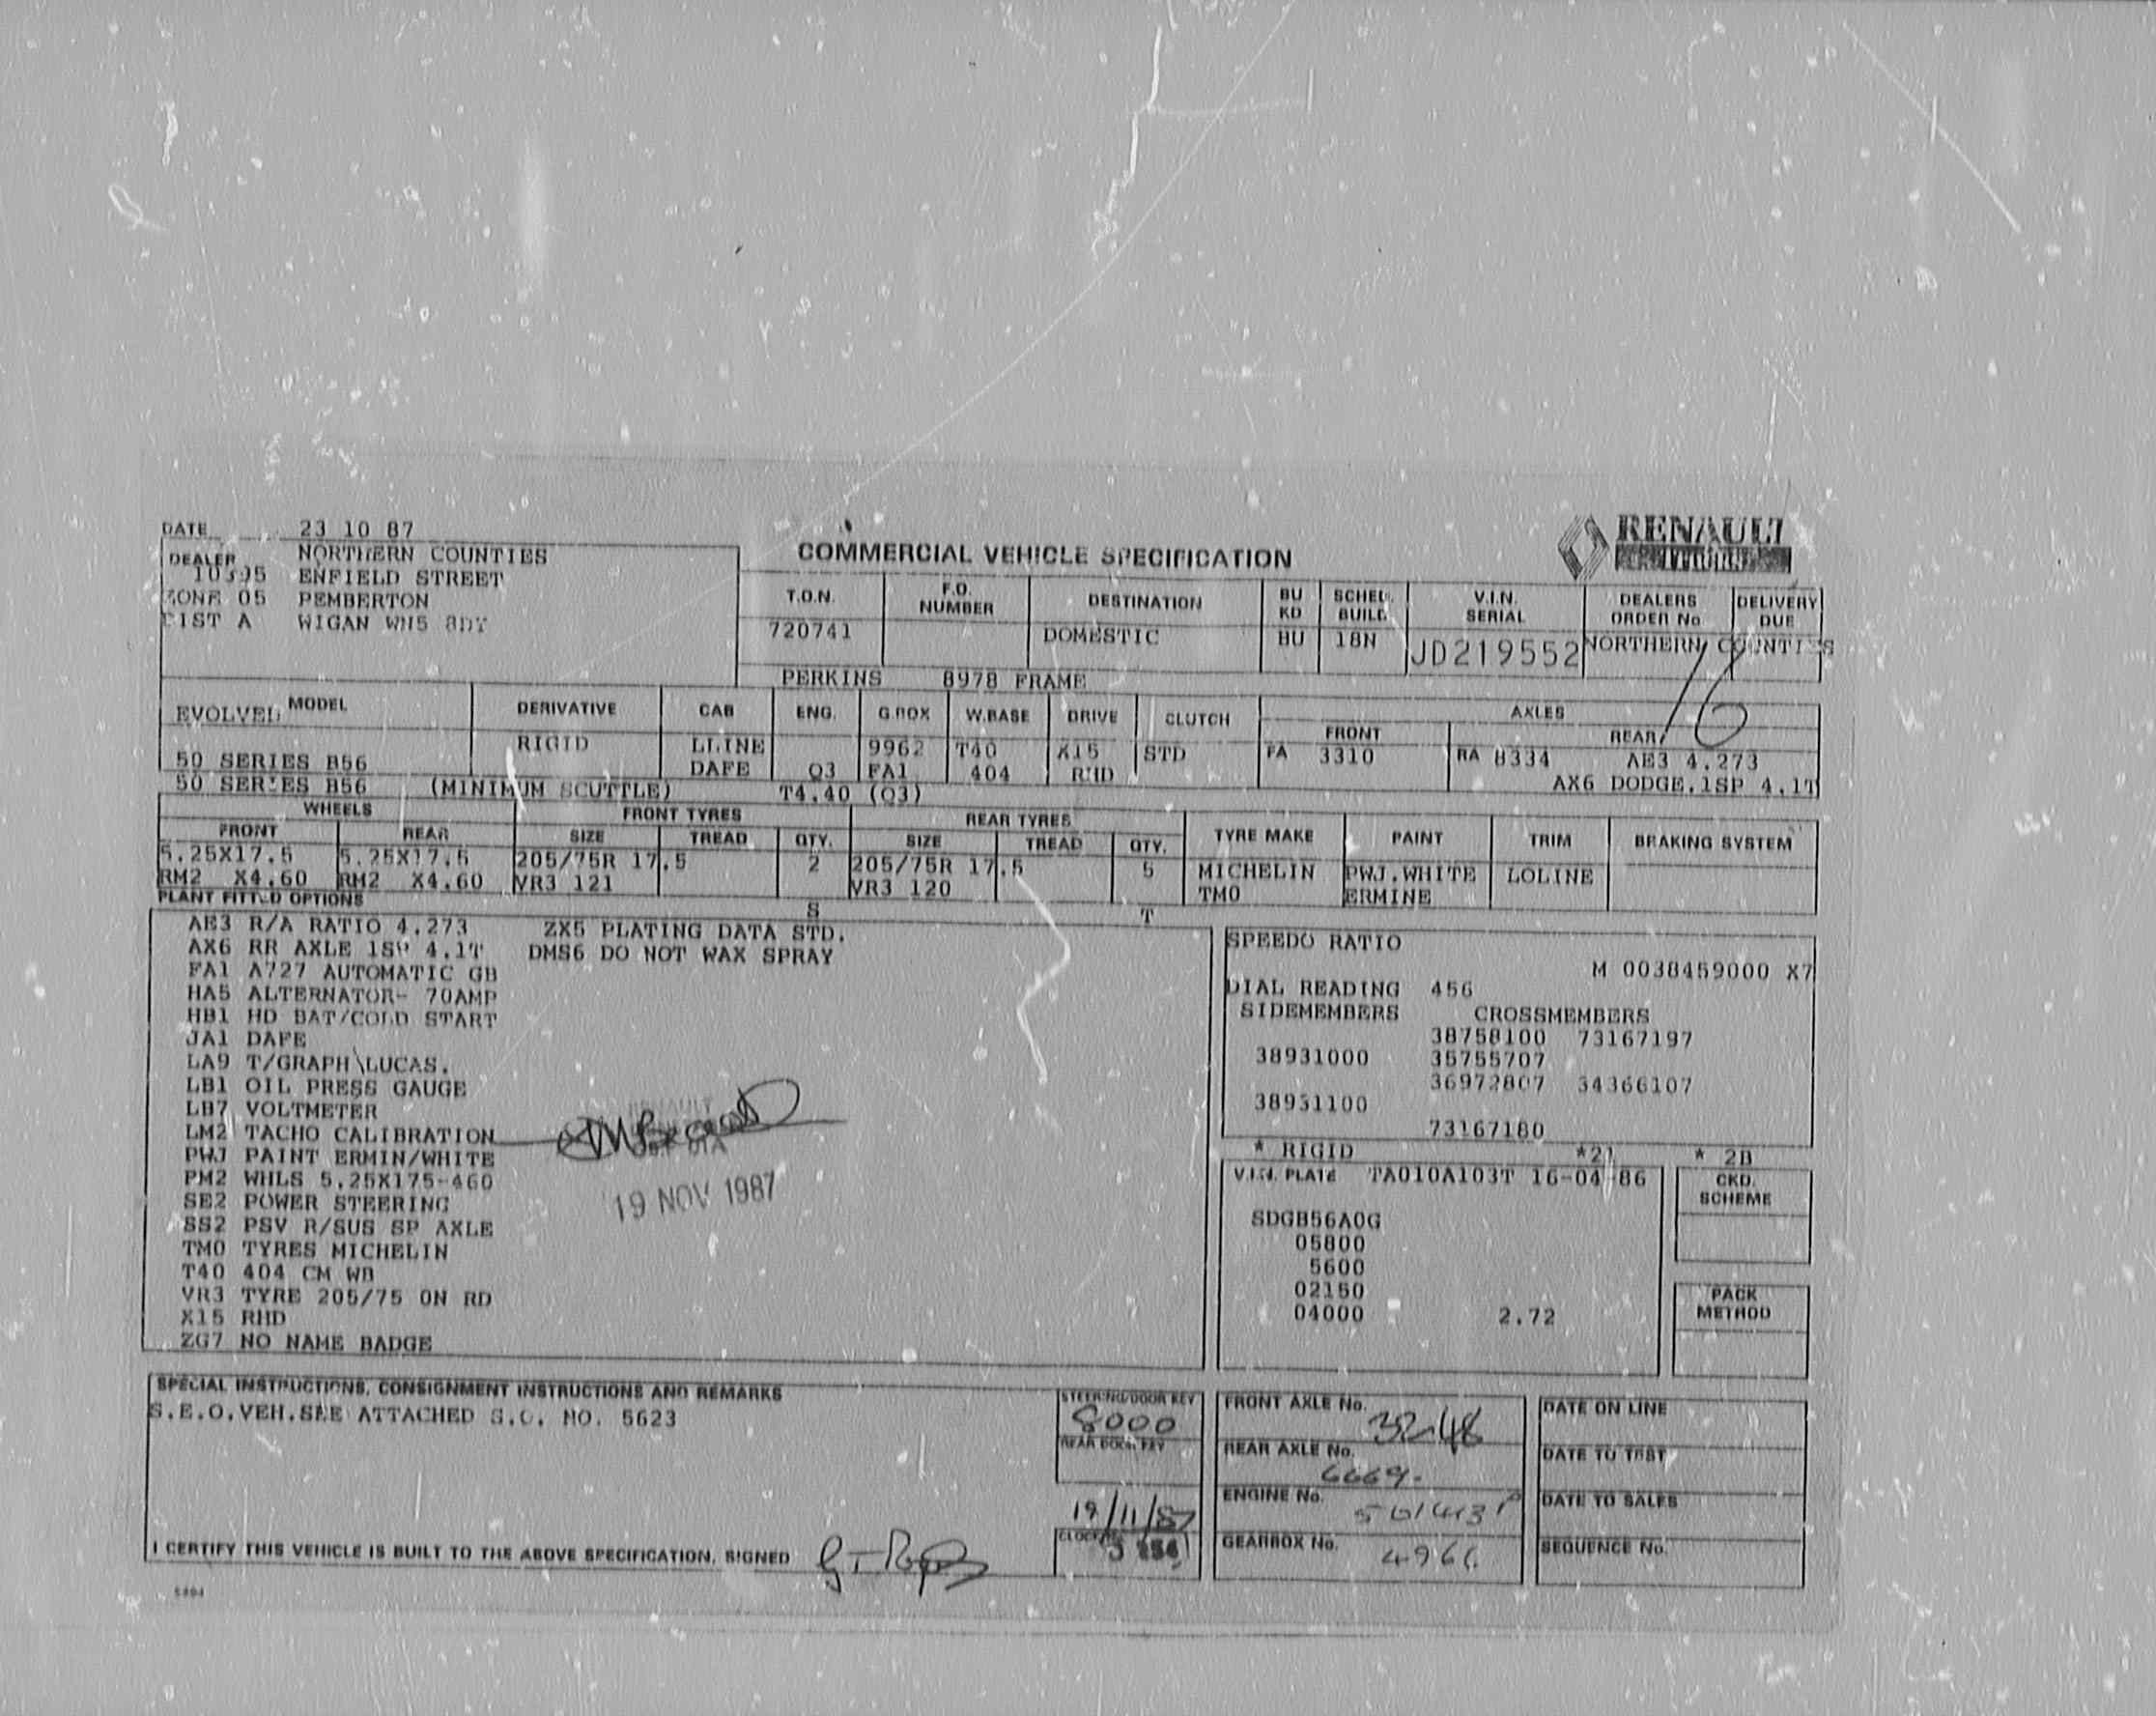 DATE 23 10 87
DEALER NORTHERN COUNTIES
ENFIELD STREET
ZONE 05 PEMBERTON
DIST A WIGAN WN5 8DY
COMMERCIAL VEHICLE SPECIFICATION
RENAULT
T.O.N. F.O. NUMBER DESTINATION BU KD SCHED. BUILD V.I.N. SERIAL DEALERS ORDER No DELIVERY DUE
720741 DOMESTIC BU 18N JD219552 NORTHERN COUNTIES
16
PERKINS 8978 FRAME
MODEL DERIVATIVE CAB ENG. G.BOX W.BASE DRIVE CLUTCH AXLES
EVOLVED FRONT REAR
RIGID LLINE 9962 T40 X15 STD FA 3310 RA 8334 AE3 4.273
50 SERIES B56 DAFE Q3 FA1 404 RHD AX6 DODGE.1SP 4.1T
50 SERIES B56 (MINIMUM SCUTTLE) T4.40 (Q3)
WHEELS FRONT TYRES REAR TYRES
FRONT REAR SIZE TREAD QTY. SIZE TREAD QTY. TYRE MAKE PAINT TRIM BRAKING SYSTEM
5.25X17.5 5.25X17.5 205/75R 17.5 2 205/75R 17.5 5 MICHELIN PWJ.WHITE LOLINE
RM2 X4.60 RM2 X4.60 VR3 121 VR3 120 TM0 ERMINE
PLANT FITTED OPTIONS S T
AE3 R/A RATIO 4.273 ZX5 PLATING DATA STD.
AX6 RR AXLE 1SP 4.1T DMS6 DO NOT WAX SPRAY
FA1 A727 AUTOMATIC GB
HA5 ALTERNATOR- 70AMP
HB1 HD BAT/COLD START
JA1 DAFE
LA9 T/GRAPH\LUCAS.
LB1 OIL PRESS GAUGE
LB7 VOLTMETER
LM2 TACHO CALIBRATION
PWJ PAINT ERMIN/WHITE
PM2 WHLS 5.25X175-460
SE2 POWER STEERING
SS2 PSV R/SUS SP AXLE
TM0 TYRES MICHELIN
T40 404 CM WB
VR3 TYRE 205/75 ON RD
X15 RHD
ZG7 NO NAME BADGE
RENAULT
19 NOV 1987
SPEEDO RATIO
M 0038459000 X7
DIAL READING 456
SIDEMEMBERS CROSSMEMBERS
38758100 73167197
38931000 35755707
36972807 34366107
38931100
73167180
* RIGID *21 * 2B
V.I.N. PLATE TA010A103T 16-04-86
CKD. SCHEME
SDGB56A0G
05800
5600
02150
04000 2.72
PACK METHOD
SPECIAL INSTRUCTIONS, CONSIGNMENT INSTRUCTIONS AND REMARKS
S.E.O.VEH.SEE ATTACHED S.O. NO. 5623
STEERING/DOOR KEY
8000
REAR DOOR KEY
19/11/87
FRONT AXLE No. 3248
REAR AXLE No. 6669.
ENGINE No.
GEARBOX No.
DATE ON LINE
DATE TO TEST
DATE TO SALES
SEQUENCE No.
I CERTIFY THIS VEHICLE IS BUILT TO THE ABOVE SPECIFICATION, SIGNED